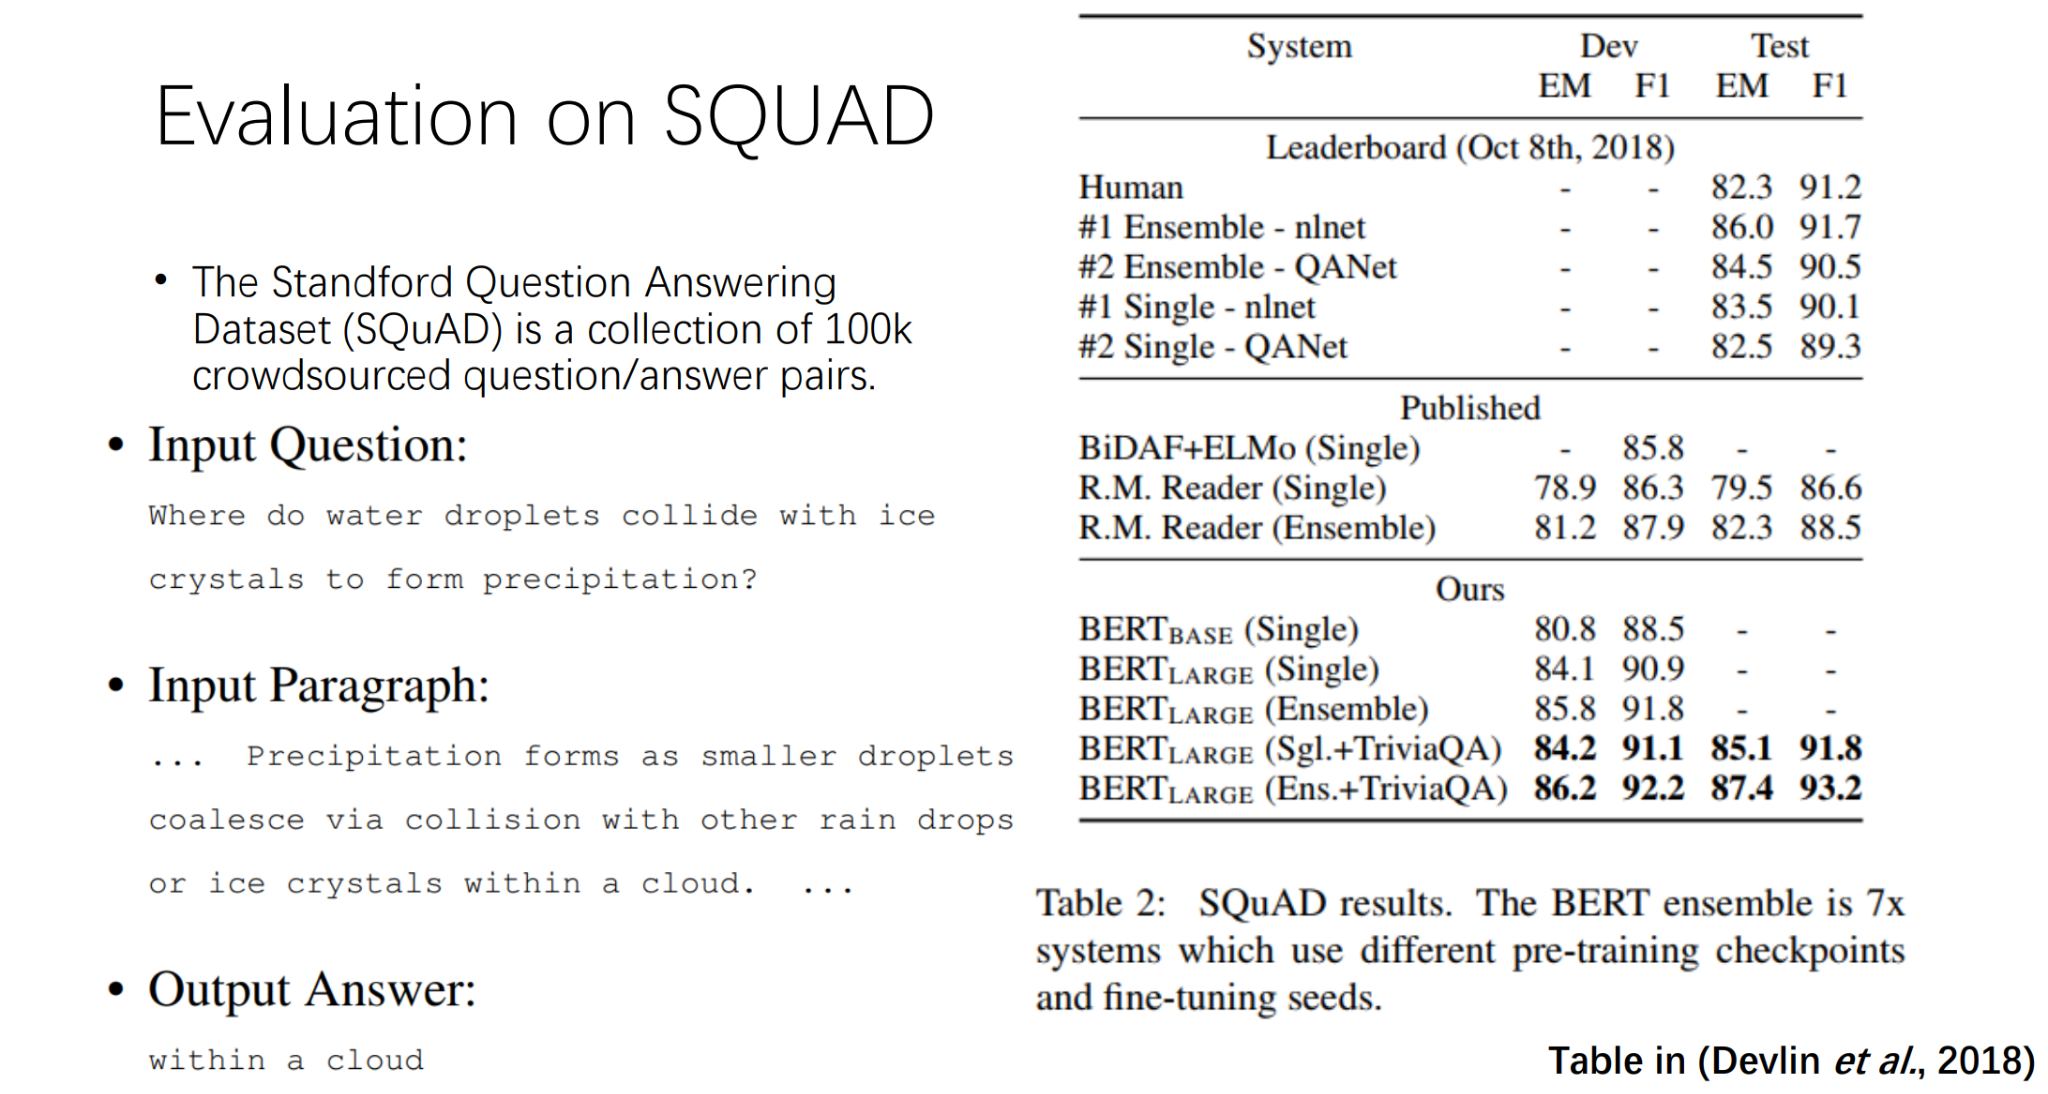 Evaluation on SQUAD
• The Standford Question Answering
Dataset (SQuAD) is a collection of 100k
crowdsourced question/answer pairs.
• Input Question:
Where do water droplets collide with ice
crystals to form precipitation?
• Input Paragraph:
... Precipitation forms as smaller droplets
coalesce via collision with other rain drops
or ice crystals within a cloud. ...
• Output Answer:
within a cloud
System Dev Test
EM F1 EM F1
Leaderboard (Oct 8th, 2018)
Human - - 82.3 91.2
#1 Ensemble - nlnet - - 86.0 91.7
#2 Ensemble - QANet - - 84.5 90.5
#1 Single - nlnet - - 83.5 90.1
#2 Single - QANet - - 82.5 89.3
Published
BiDAF+ELMo (Single) - 85.8 - -
R.M. Reader (Single) 78.9 86.3 79.5 86.6
R.M. Reader (Ensemble) 81.2 87.9 82.3 88.5
Ours
BERTBASE (Single) 80.8 88.5 - -
BERTLARGE (Single) 84.1 90.9 - -
BERTLARGE (Ensemble) 85.8 91.8 - -
BERTLARGE (Sgl.+TriviaQA) 84.2 91.1 85.1 91.8
BERTLARGE (Ens.+TriviaQA) 86.2 92.2 87.4 93.2
Table 2: SQuAD results. The BERT ensemble is 7x
systems which use different pre-training checkpoints
and fine-tuning seeds.
Table in (Devlin et al., 2018)